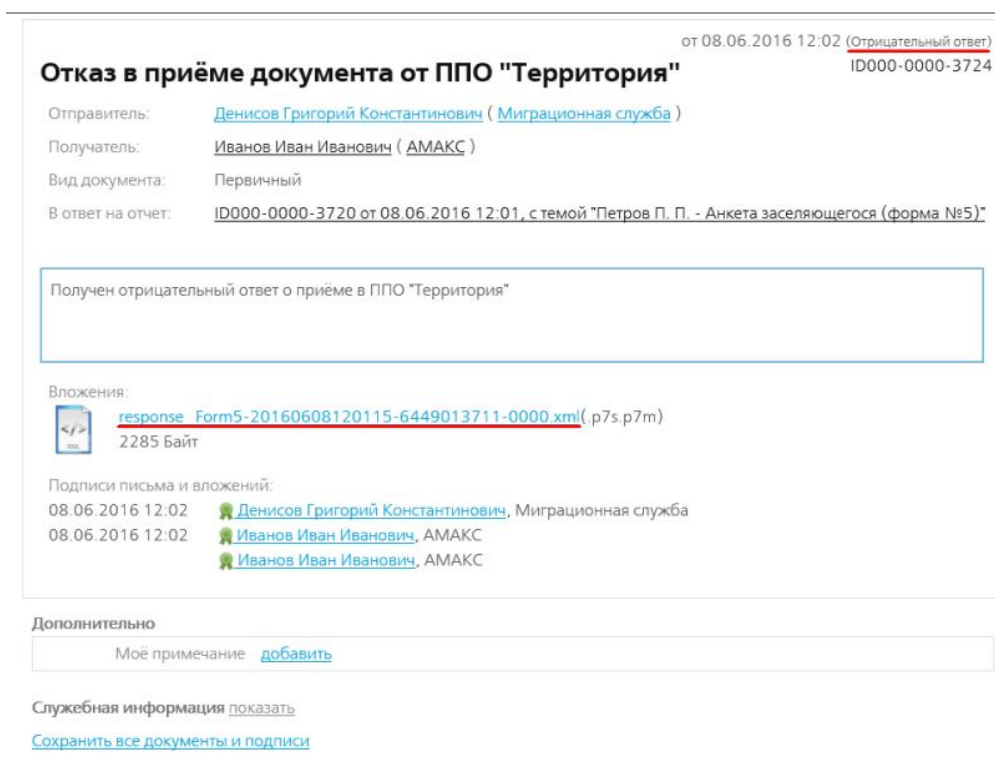 от 08.06.2016 12:02 (Отрицательный ответ)
Отказ в приёме документа от ППО "Территория"
ID000-0000-3724
Отправитель: Денисов Григорий Константинович ( Миграционная служба )
Получатель: Иванов Иван Иванович ( АМАКС )
Вид документа: Первичный
В ответ на отчет: ID000-0000-3720 от 08.06.2016 12:01, с темой "Петров П. П. - Анкета заселяющегося (форма №5)"
Получен отрицательный ответ о приёме в ППО "Территория"
Вложения:
response_Form5-20160608120115-6449013711-0000.xml(.p7s.p7m)
XML
2285 Байт
Подписи письма и вложений:
08.06.2016 12:02 Денисов Григорий Константинович, Миграционная служба
08.06.2016 12:02 Иванов Иван Иванович, АМАКС
Иванов Иван Иванович, АМАКС
Дополнительно
Моё примечание добавить
Служебная информация показать
Сохранить все документы и подписи